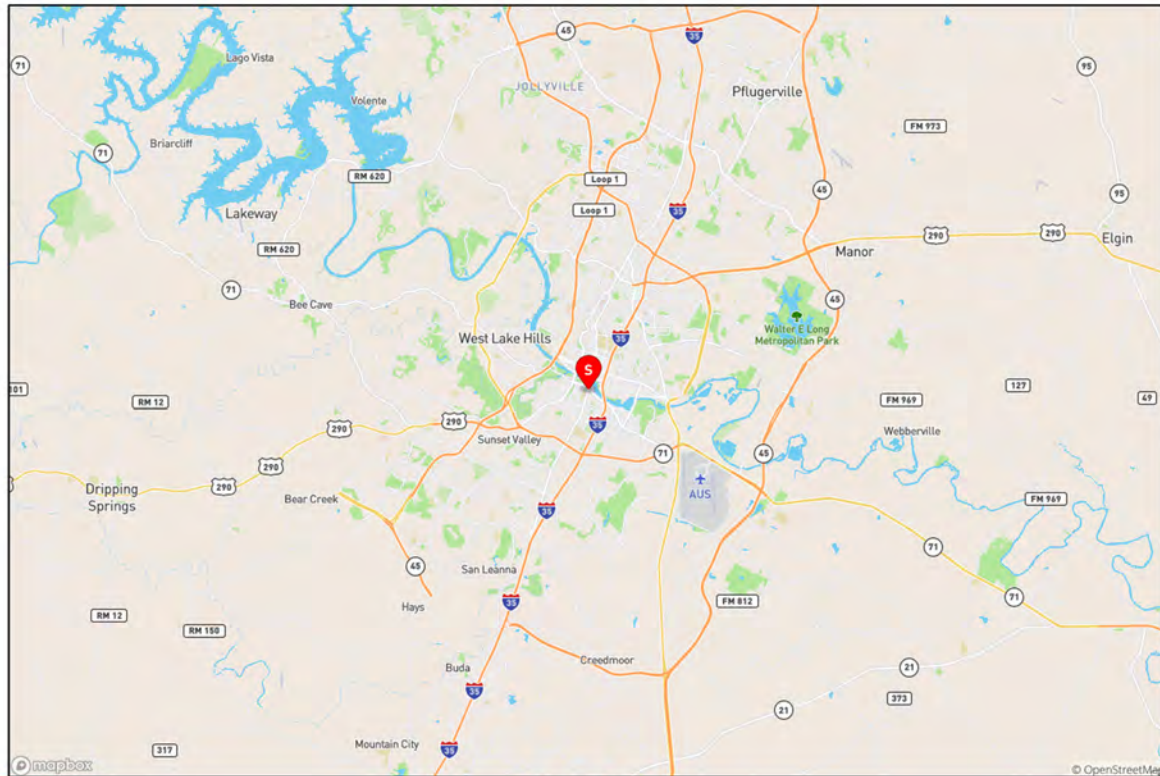 45
35
71
Lago Vista
95
JOLLYVILLE
Pflugerville
Volente
FM 973
Briarcliff
71
RM 620
Loop 1
45
95
Lakeway
Loop 1
35
RM 620
290
290
Elgin
Manor
71
45
Bee Cave
Walter E Long
Metropolitan Park
West Lake Hills
35
S
127
101
RM 12
49
FM 969
290
290
35
Webberville
Sunset Valley
290
71
45
290
AUS
Dripping
Springs
Bear Creek
FM 969
35
71
45
San Leanna
71
Hays
35
FM 812
RM 12
RM 150
Creedmoor
Buda
21
35
373
21
Mountain City
317
35
mapbox
© OpenStreetMap